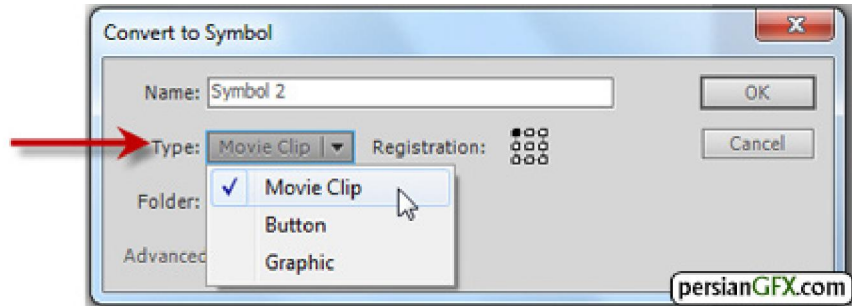 Convert to Symbol
Name: Symbol 2
OK
Type: Movie Clip
Registration:
Cancel
Folder:
Movie Clip
Button
Advanced
Graphic
persianGFX.com